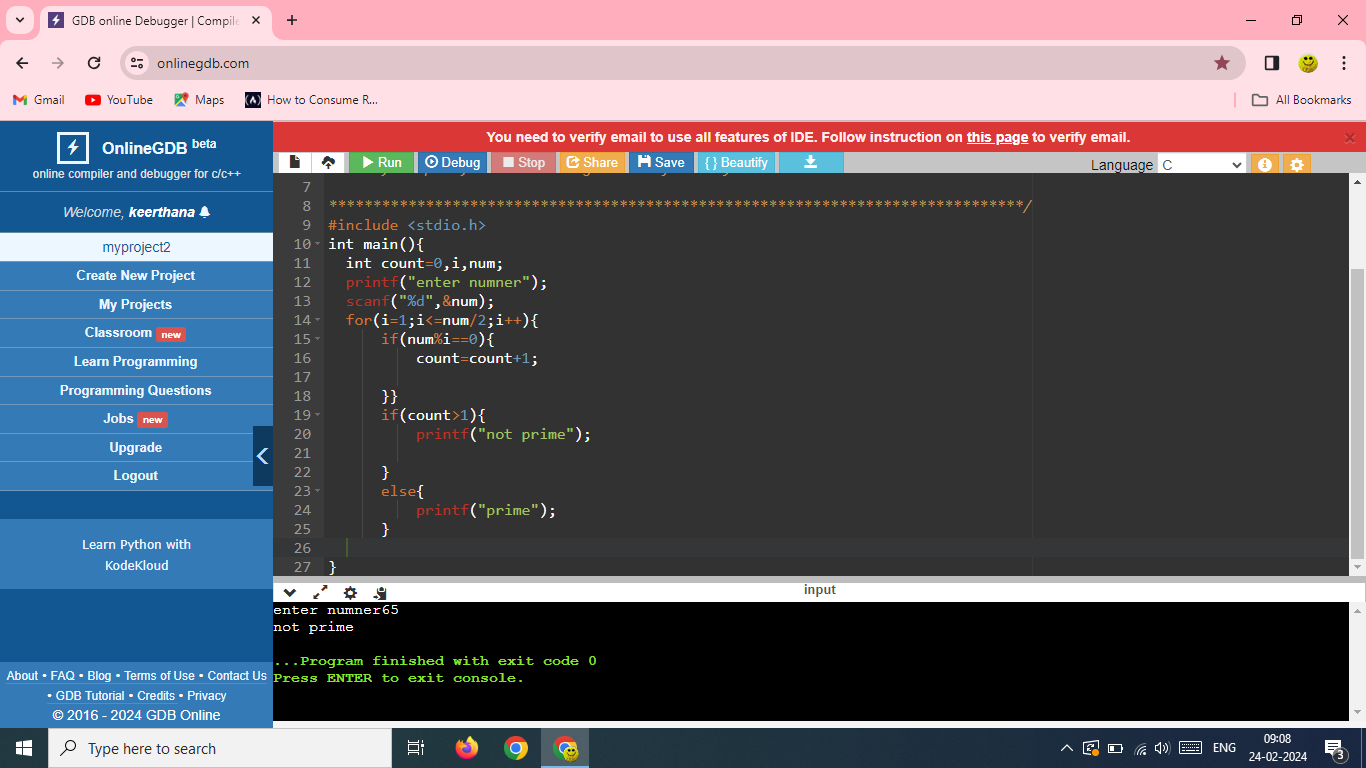 GDB online Debugger | Compile
onlinegdb.com
Gmail YouTube Maps How to Consume R... All Bookmarks
OnlineGDB beta
online compiler and debugger for c/c++
Welcome, keerthana
myproject2
Create New Project
My Projects
Classroom new
Learn Programming
Programming Questions
Jobs new
Upgrade
Logout
Learn Python with
KodeKloud
About • FAQ • Blog • Terms of Use • Contact Us
• GDB Tutorial • Credits • Privacy
© 2016 - 2024 GDB Online
You need to verify email to use all features of IDE. Follow instruction on this page to verify email.
Run Debug Stop Share Save { } Beautify Language C
7
8 *******************************************************************************/
9 #include <stdio.h>
10 int main(){
11 int count=0,i,num;
12 printf("enter numner");
13 scanf("%d",&num);
14 for(i=1;i<=num/2;i++){
15 if(num%i==0){
16 count=count+1;
17
18 }}
19 if(count>1){
20 printf("not prime");
21
22 }
23 else{
24 printf("prime");
25 }
26
27 }
input
enter numner65
not prime
...Program finished with exit code 0
Press ENTER to exit console.
Type here to search
ENG
09:08
24-02-2024
3